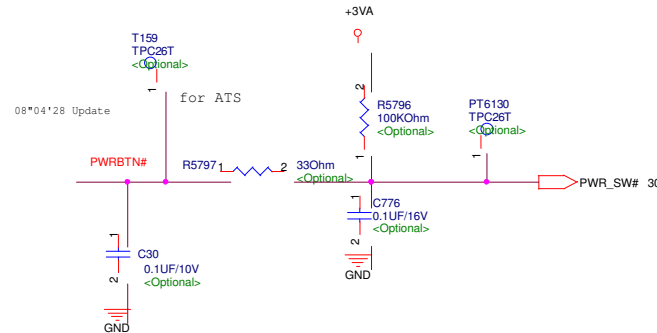 +3VA
T159
TPC26T
<Optional>
1
for ATS
08"04'28 Update
2
R5796
100KOhm
<Optional>
1
PT6130
TPC26T
<Optional>
1
PWRBTN#
R5797
1
2
33Ohm
<Optional>
PWR_SW# 30
1
C776
0.1UF/16V
<Optional>
2
GND
1
C30
0.1UF/10V
<Optional>
2
GND